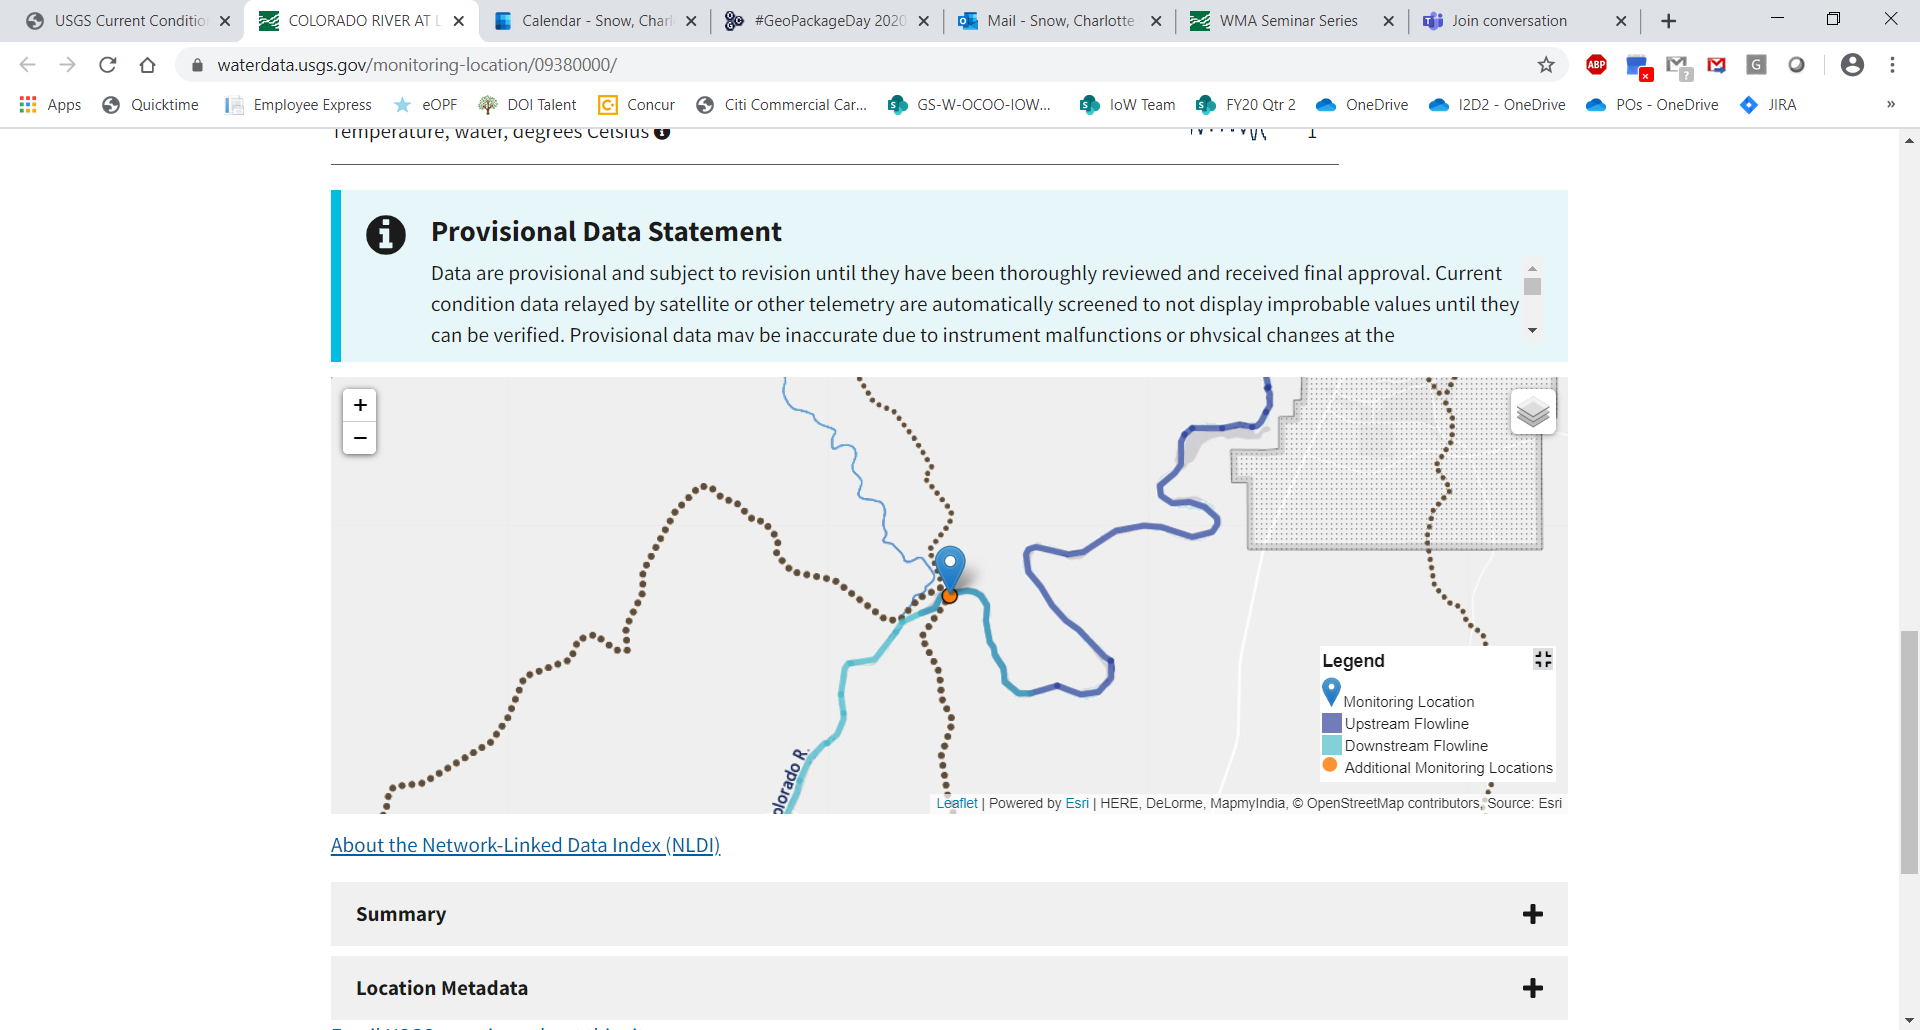 USGS Current Conditio
COLORADO RIVER AT L
Calendar - Snow, Charl
#GeoPackageDay 2020
Mail - Snow, Charlotte
WMA Seminar Series
Join conversation
waterdata.usgs.gov/monitoring-location/09380000/
ABP
G
Apps
Quicktime
Employee Express
eOPF
DOI Talent
Concur
Citi Commercial Car...
GS-W-OCOO-IOW...
IoW Team
FY20 Qtr 2
OneDrive
I2D2 - OneDrive
POs - OneDrive
JIRA
»
Temperature, water, degrees Celsius
Provisional Data Statement
Data are provisional and subject to revision until they have been thoroughly reviewed and received final approval. Current
condition data relayed by satellite or other telemetry are automatically screened to not display improbable values until they
can be verified. Provisional data may be inaccurate due to instrument malfunctions or physical changes at the
+
−
olorado R.
Legend
Monitoring Location
Upstream Flowline
Downstream Flowline
Additional Monitoring Locations
Leaflet | Powered by Esri | HERE, DeLorme, MapmyIndia, © OpenStreetMap contributors, Source: Esri
About the Network-Linked Data Index (NLDI)
Summary
Location Metadata